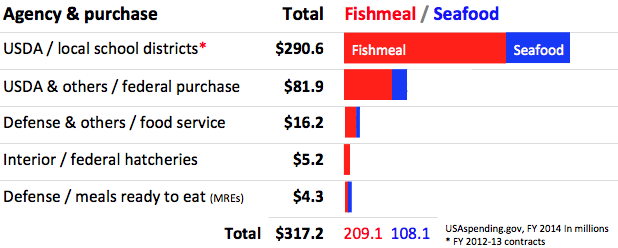 Agency & purchase Total Fishmeal / Seafood
USDA / local school districts* $290.6 Fishmeal Seafood
USDA & others / federal purchase $81.9
Defense & others / food service $16.2
Interior / federal hatcheries $5.2
Defense / meals ready to eat (MREs) $4.3
Total $317.2 209.1 108.1 USAspending.gov, FY 2014 In millions
* FY 2012-13 contracts